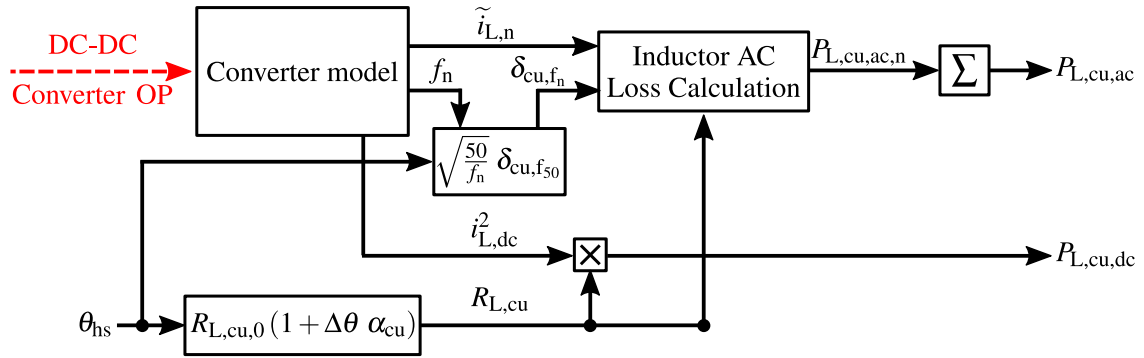 DC-DC
Converter OP
Converter model
ĩL,n
fn
δcu,fn
√(50/fn) δcu,f50
Inductor AC
Loss Calculation
PL,cu,ac,n
Σ
PL,cu,ac
i²L,dc
×
PL,cu,dc
θhs
RL,cu,0 (1 + Δθ αcu)
RL,cu